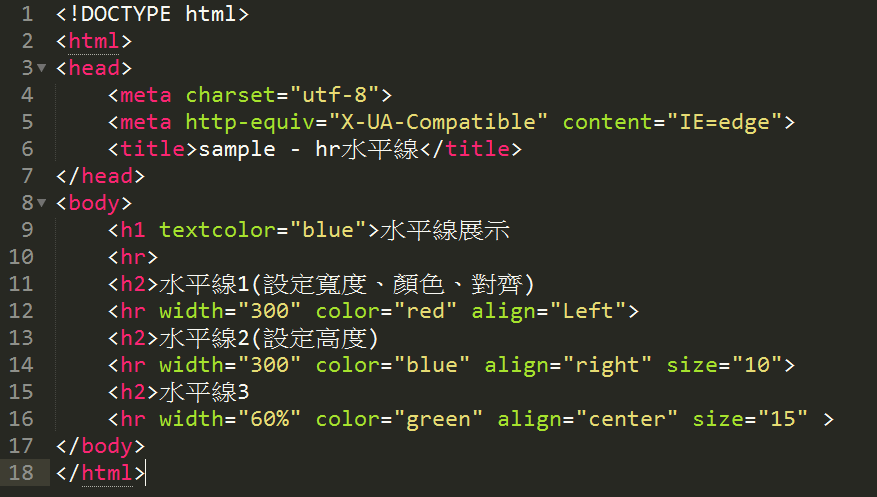 1 <!DOCTYPE html>
2 <html>
3 <head>
4     <meta charset="utf-8">
5     <meta http-equiv="X-UA-Compatible" content="IE=edge">
6     <title>sample - hr水平線</title>
7 </head>
8 <body>
9     <h1 textcolor="blue">水平線展示
10     <hr>
11     <h2>水平線1(設定寬度、顏色、對齊)
12     <hr width="300" color="red" align="Left">
13     <h2>水平線2(設定高度)
14     <hr width="300" color="blue" align="right" size="10">
15     <h2>水平線3
16     <hr width="60%" color="green" align="center" size="15" >
17 </body>
18 </html>